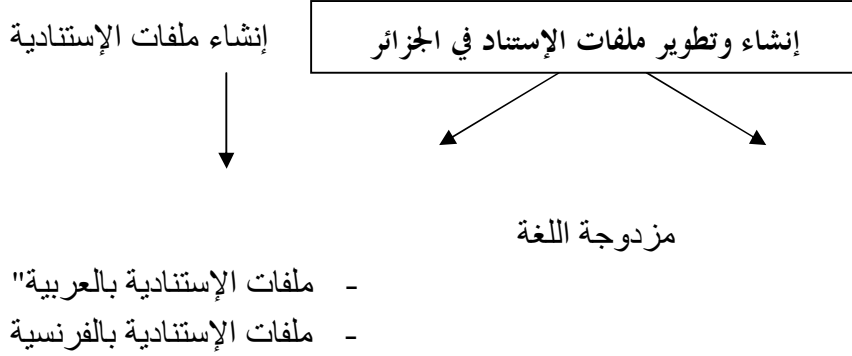 إنشاء وتطوير ملفات الإستناد في الجزائر
إنشاء ملفات الإستنادية
مزدوجة اللغة
- ملفات الإستنادية بالعربية"
- ملفات الإستنادية بالفرنسية